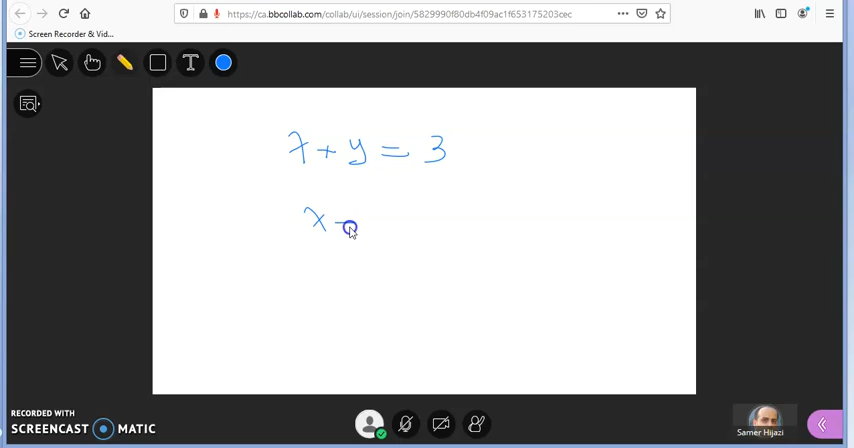 https://ca.bbcollab.com/collab/ui/session/join/5829990f80db4f09ac1f653175203cec
Screen Recorder & Vid...
T
x + y = 3
x -
RECORDED WITH
SCREENCAST MATIC
Samer Hijazi